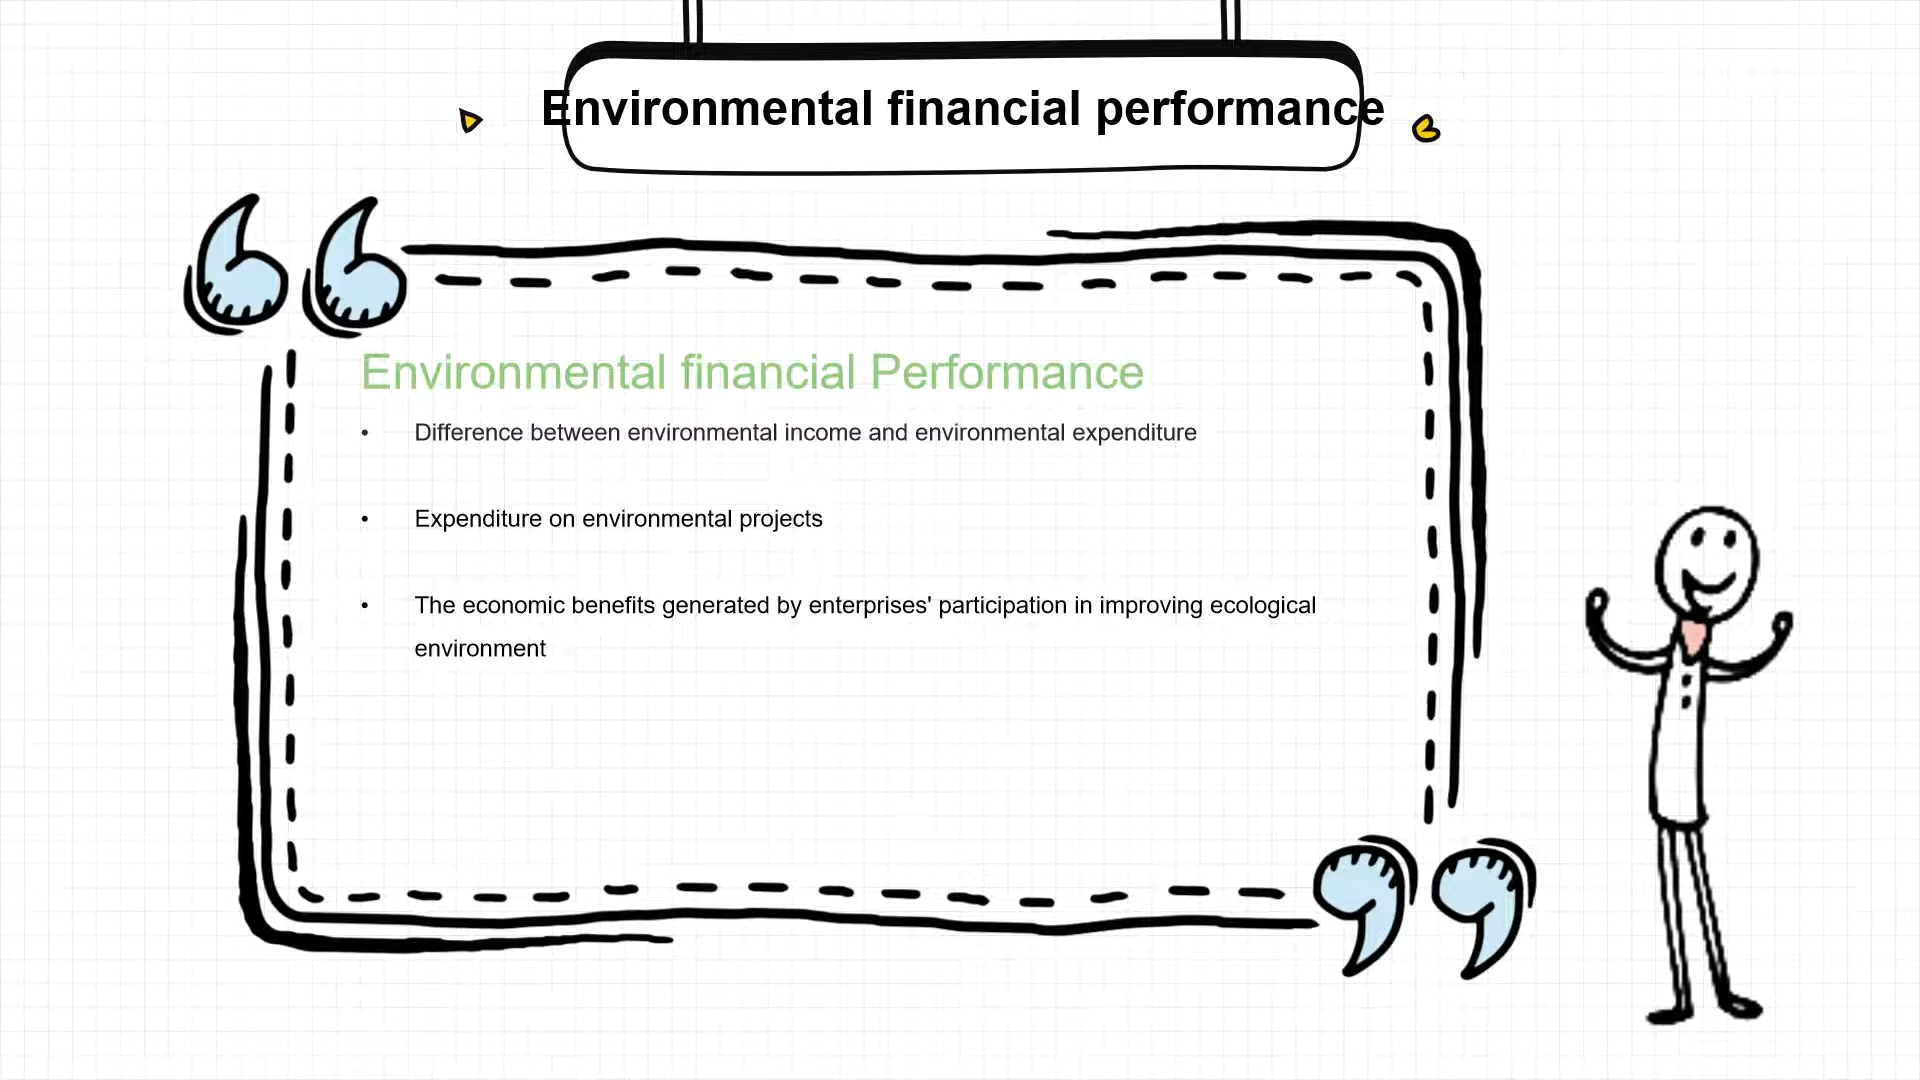 Environmental financial performance
Environmental financial Performance
• Difference between environmental income and environmental expenditure
• Expenditure on environmental projects
• The economic benefits generated by enterprises' participation in improving ecological
environment